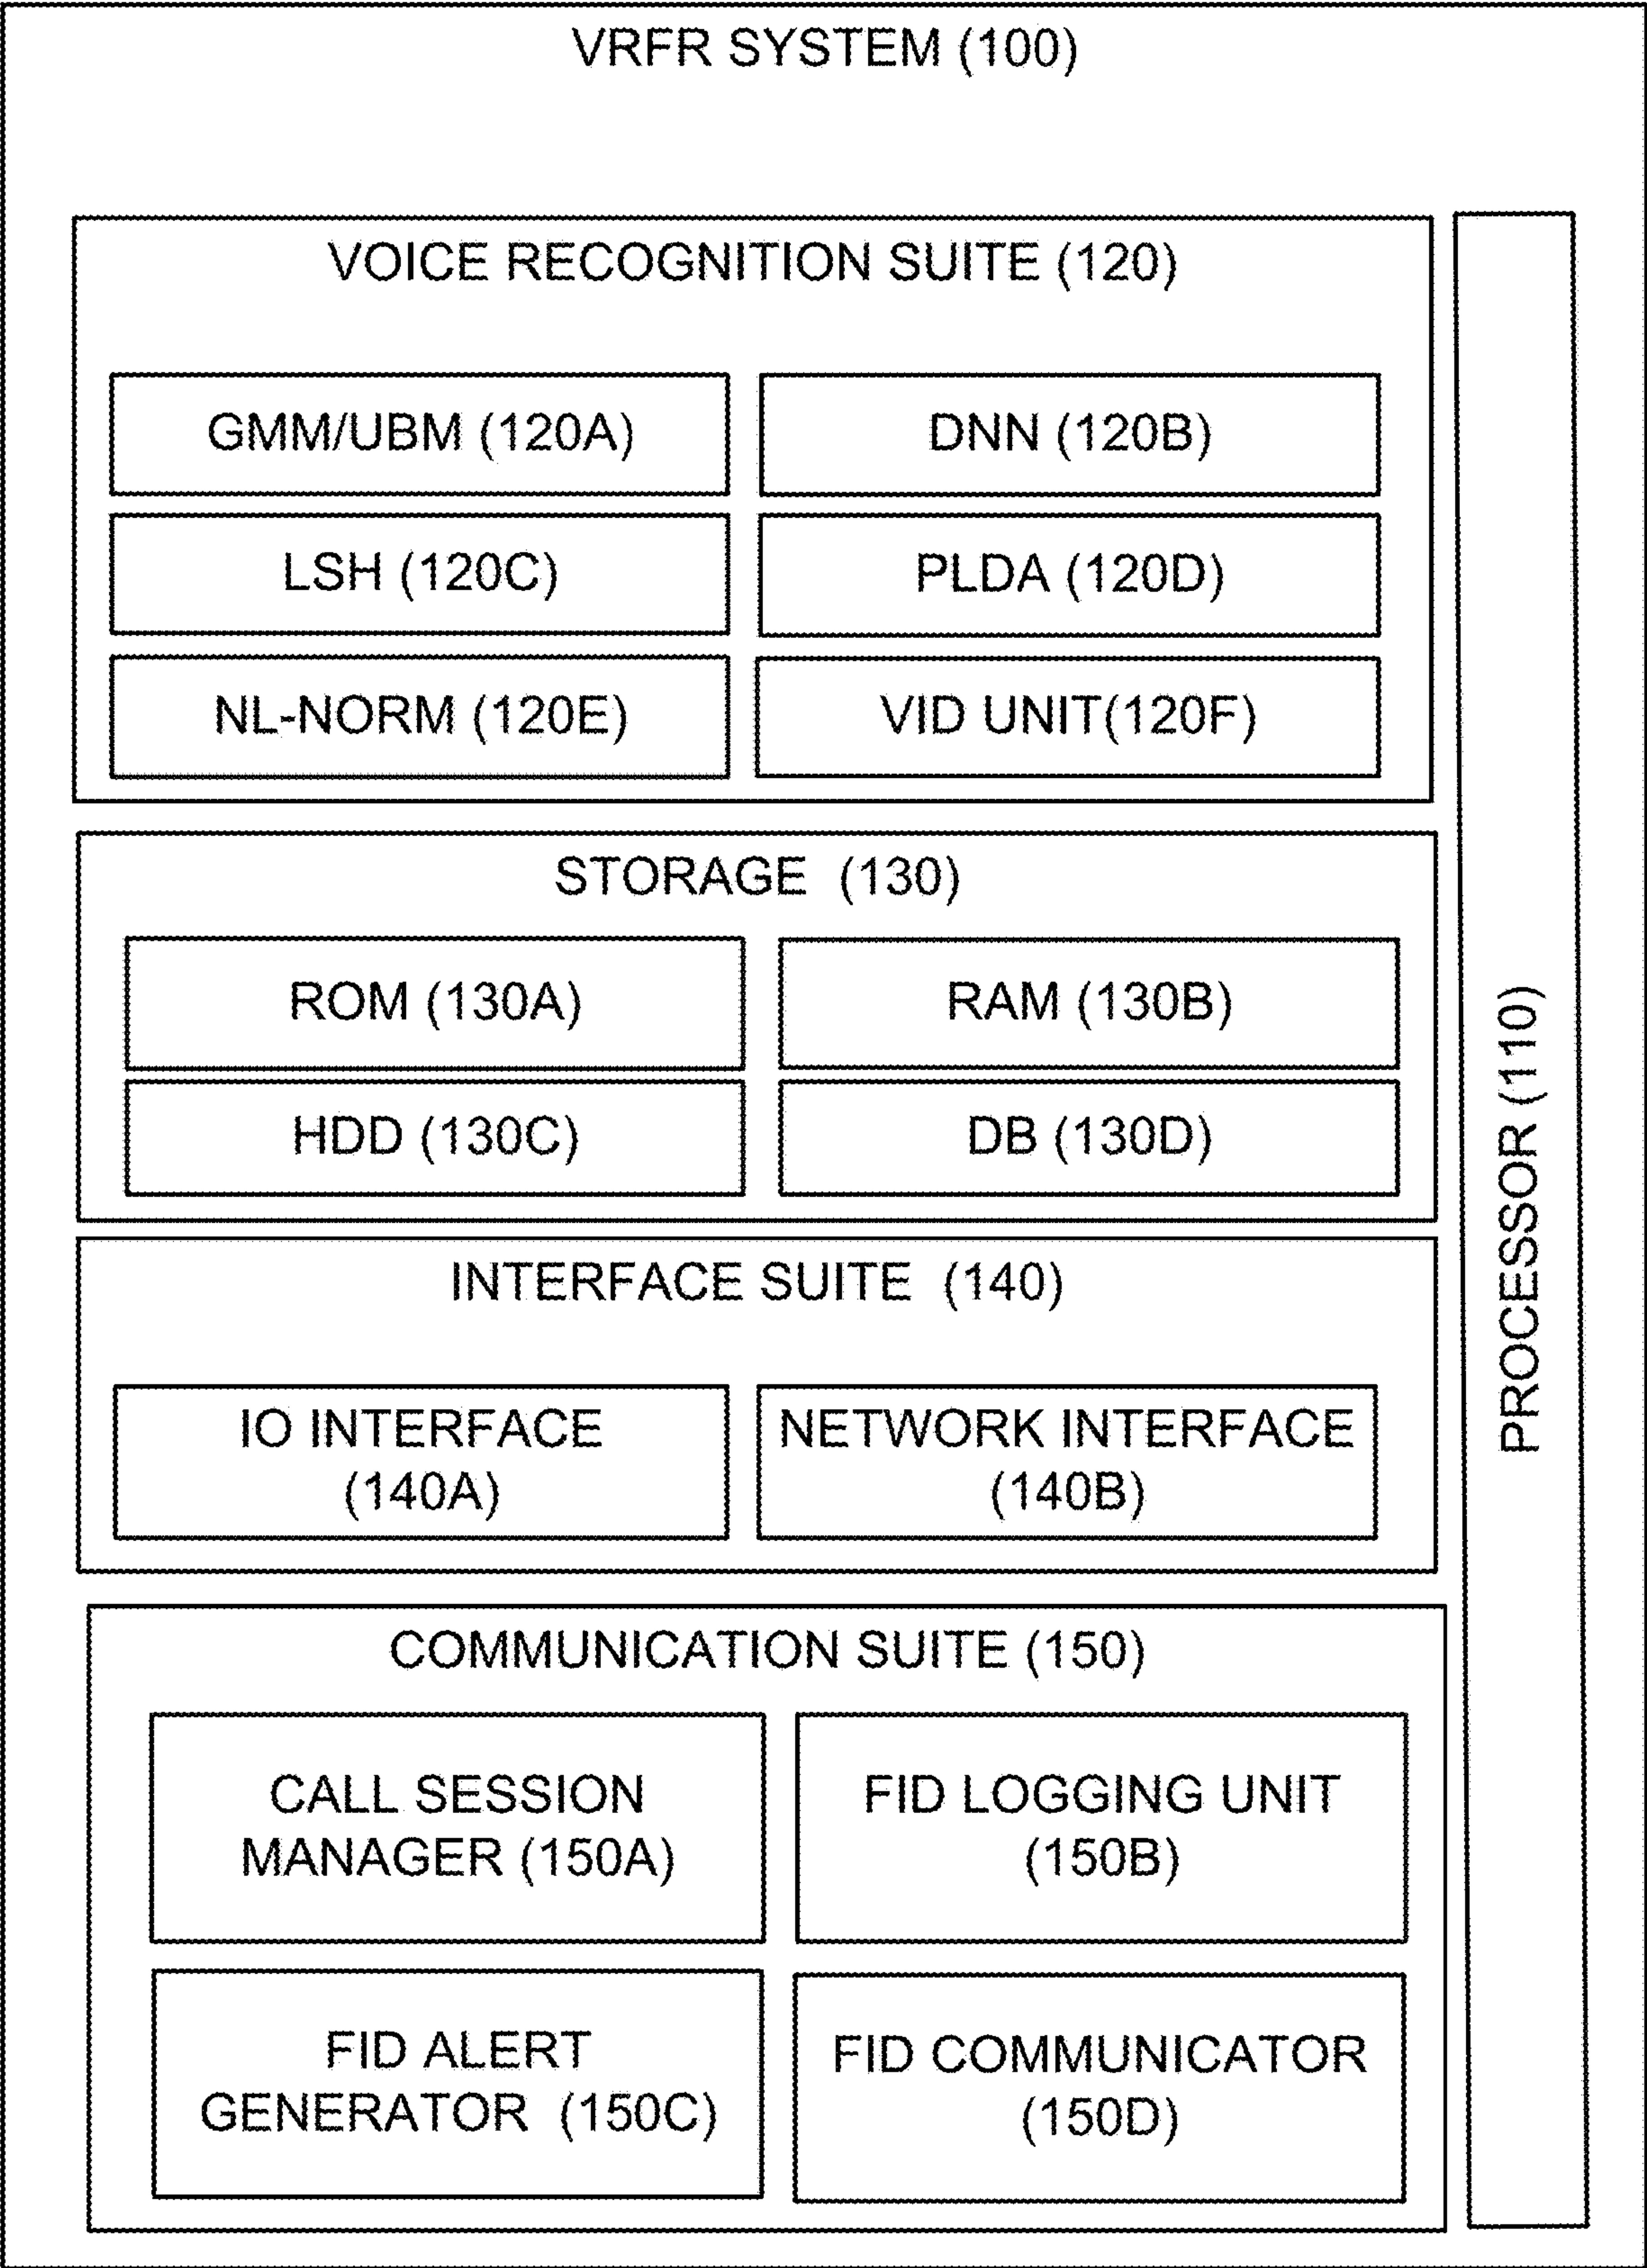 VRFR SYSTEM (100)
VOICE RECOGNITION SUITE (120)
GMM/UBM (120A)
DNN (120B)
LSH (120C)
PLDA (120D)
NL-NORM (120E)
VID UNIT(120F)
STORAGE (130)
ROM (130A)
RAM (130B)
HDD (130C)
DB (130D)
INTERFACE SUITE (140)
IO INTERFACE
(140A)
NETWORK INTERFACE
(140B)
COMMUNICATION SUITE (150)
CALL SESSION
MANAGER (150A)
FID LOGGING UNIT
(150B)
FID ALERT
GENERATOR (150C)
FID COMMUNICATOR
(150D)
PROCESSOR (110)